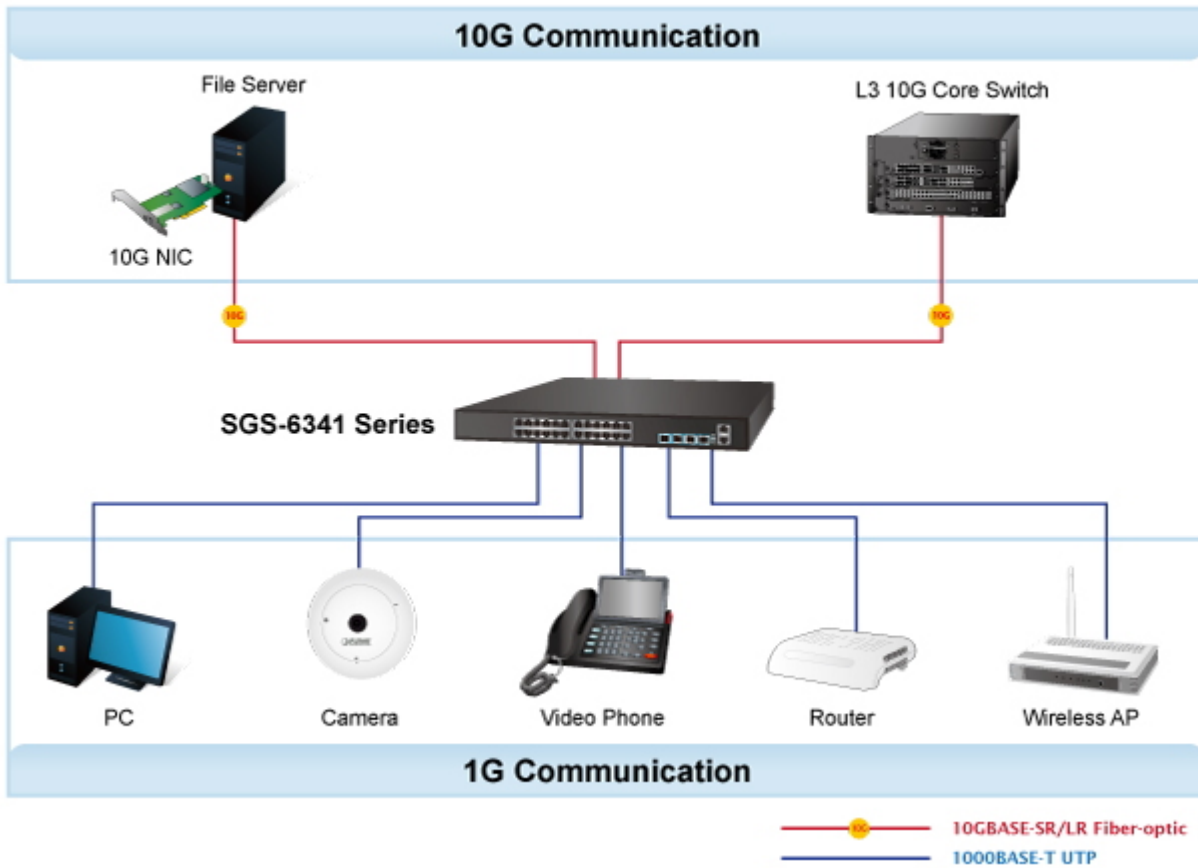 10G Communication
File Server
L3 10G Core Switch
10G NIC
10G
10G
SGS-6341 Series
PC
Camera
Video Phone
Router
Wireless AP
1G Communication
10G
10GBASE-SR/LR Fiber-optic
1000BASE-T UTP